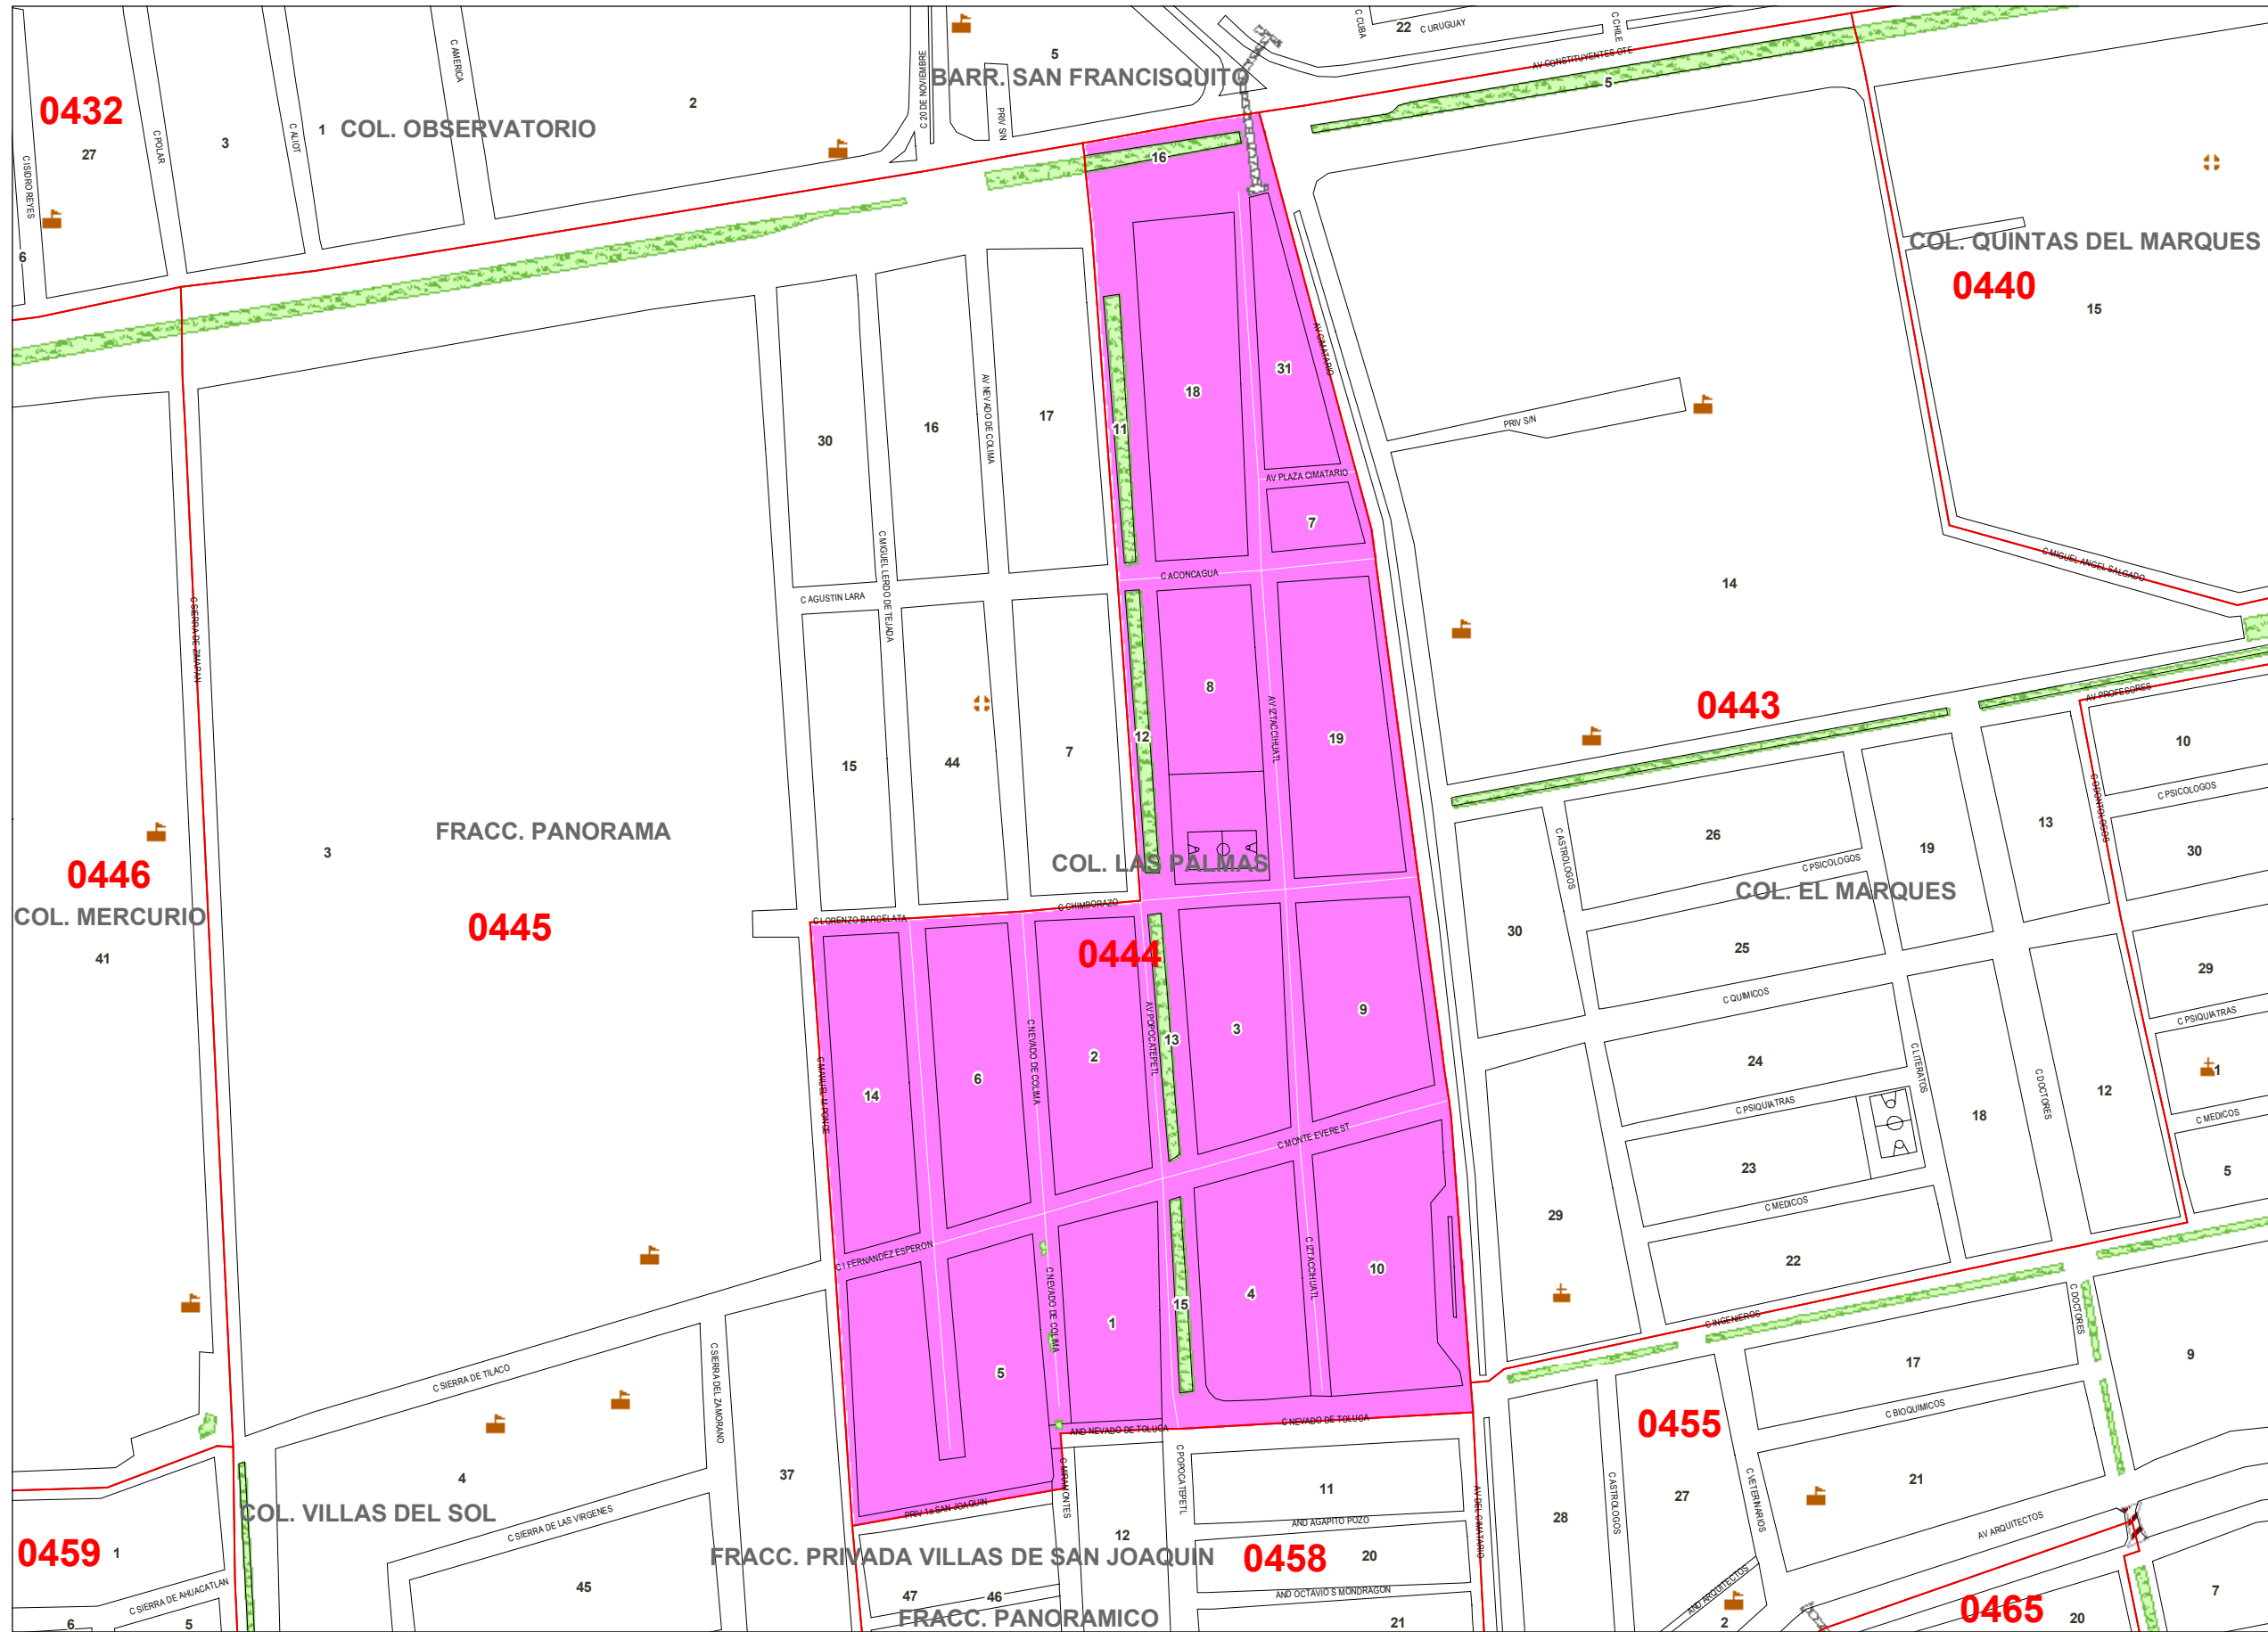 C CUBA
22
C URUGUAY
C CHILE
AV CONSTITUYENTES OTE
5
5
BARR. SAN FRANCISQUITO
C 20 DE NOVIEMBRE
PRIV S/N
C AMERICA
2
0432
27
C POLAR
3
C ALIOT
1
COL. OBSERVATORIO
C ISIDRO REYES
6
16
COL. QUINTAS DEL MARQUES
0440
15
AV CIMATARIO
31
18
11
17
AV NEVADO DE COLIMA
16
30
PRIV S/N
AV PLAZA CIMATARIO
7
C ACONCAGUA
C MIGUEL LERDO DE TEJADA
C AGUSTIN LARA
C MIGUEL ANGEL SALGADO
14
C SIERRA DE ZIMAPAN
8
AV IZTACCIHUATL
19
12
7
44
15
0443
AV PROFESORES
10
C PSICOLOGOS
C ODONTOLOGOS
13
26
C ASTROLOGOS
C PSICOLOGOS
19
30
FRACC. PANORAMA
3
COL. LAS PALMAS
COL. EL MARQUES
0446
COL. MERCURIO
41
0445
C LORENZO BARCELATA
C CHIMBORAZO
0444
30
25
29
C QUIMICOS
C PSIQUIATRAS
AV POPOCATEPETL
13
3
9
2
C NEVADO DE COLIMA
6
14
C MANUEL M PONCE
24
C PSIQUIATRAS
C LITERATOS
C DOCTORES
12
1
18
C MEDICOS
C MONTE EVEREST
23
5
C MEDICOS
29
22
C I FERNANDEZ ESPERON
C NEVADO DE COLIMA
C IZTACCIHUATL
10
4
15
1
5
C INGENIEROS
C DOCTORES
17
9
C SIERRA DE TILACO
C SIERRA DEL ZAMORANO
AND NEVADO DE TOLUCA
C NEVADO DE TOLUCA
0455
C BIOQUIMICOS
4
37
C MIRAMONTES
C POPOCATEPETL
11
AV DEL CIMATARIO
C ASTROLOGOS
27
C VETERINARIOS
21
COL. VILLAS DEL SOL
C SIERRA DE LAS VIRGENES
PRIV 1a SAN JOAQUIN
12
AND AGAPITO POZO
28
AV ARQUITECTOS
0459
1
FRACC. PRIVADA VILLAS DE SAN JOAQUIN
0458
20
C SIERRA DE AHUACATLAN
45
47
46
AND OCTAVIO S MONDRAGON
AND ARQUITECTOS
7
6
5
FRACC. PANORAMICO
21
2
0465
20